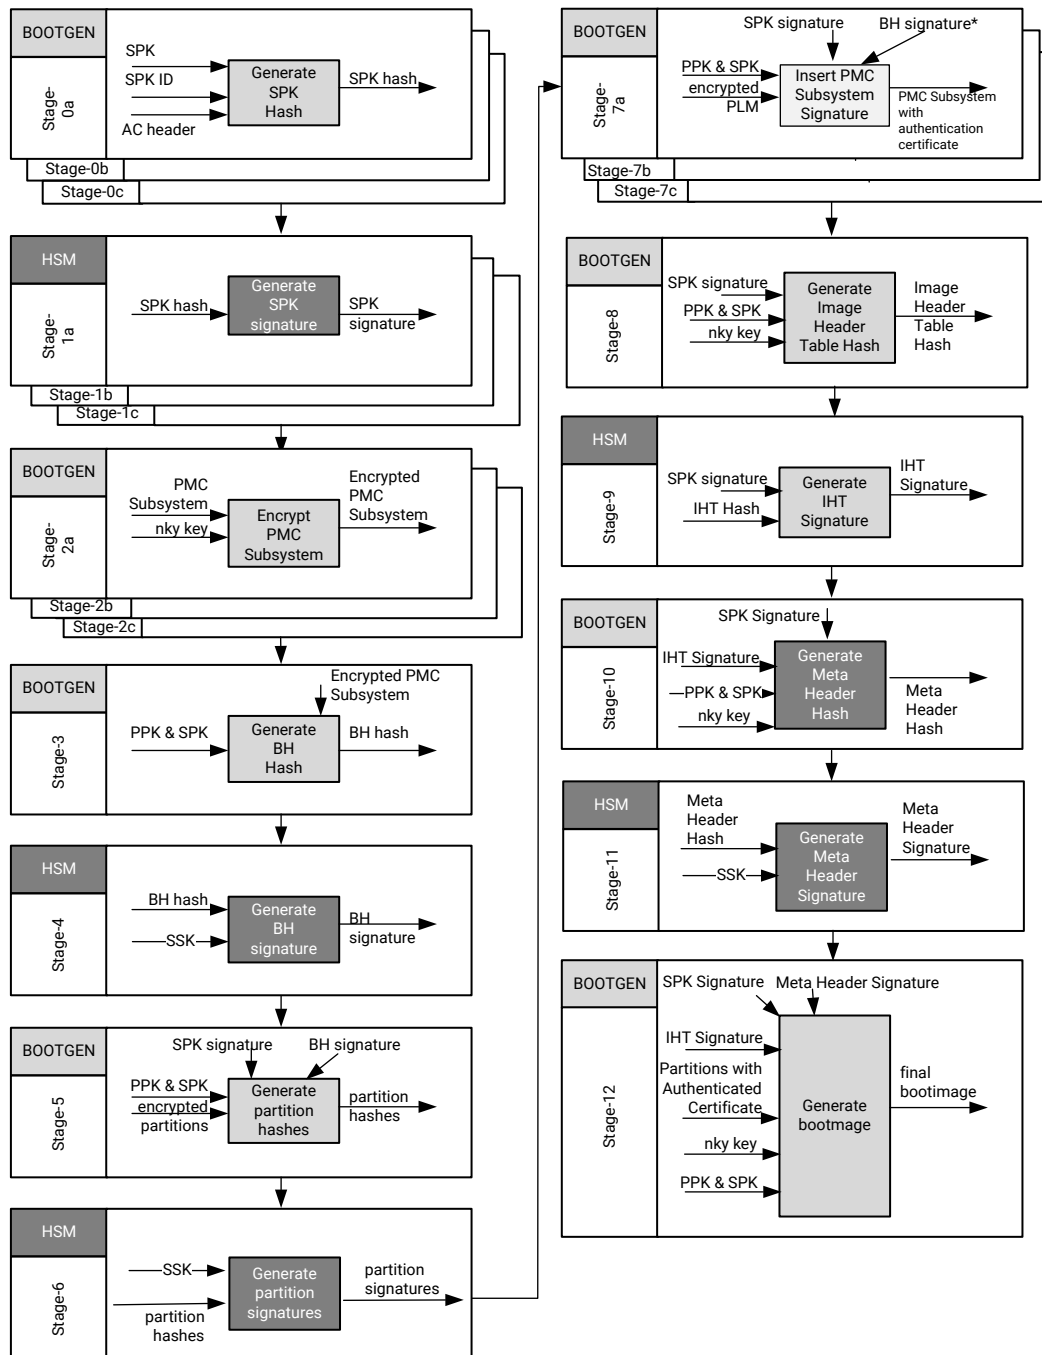 BOOTGEN
Stage-
0a
SPK
SPK ID
AC header
Generate
SPK
Hash
SPK hash
Stage-0b
Stage-0c
HSM
Stage-
1a
SPK hash
Generate
SPK
signature
SPK
signature
Stage-1b
Stage-1c
BOOTGEN
Stage-
2a
PMC
Subsystem
nky key
Encrypt
PMC
Subsystem
Encrypted
PMC
Subsystem
Stage-2b
Stage-2c
BOOTGEN
Stage-3
Encrypted PMC
Subsystem
PPK & SPK
Generate
BH
Hash
BH hash
HSM
Stage-4
BH hash
SSK
Generate
BH
signature
BH
signature
BOOTGEN
Stage-5
SPK signature
BH signature
PPK & SPK
encrypted
partitions
Generate
partition
hashes
partition
hashes
HSM
Stage-6
SSK
partition
hashes
Generate
partition
signatures
partition
signatures
BOOTGEN
Stage-
7a
SPK signature
BH signature*
PPK & SPK
encrypted
PLM
Insert PMC
Subsystem
Signature
PMC Subsystem
with
authentication
certificate
Stage-7b
Stage-7c
BOOTGEN
Stage-8
SPK signature
PPK & SPK
nky key
Generate
Image
Header
Table Hash
Image
Header
Table
Hash
HSM
Stage-9
SPK signature
IHT Hash
Generate
IHT
Signature
IHT
Signature
BOOTGEN
Stage-10
SPK Signature
IHT Signature
PPK & SPK
nky key
Generate
Meta
Header
Hash
Meta
Header
Hash
HSM
Stage-11
Meta
Header
Hash
SSK
Generate
Meta
Header
Signature
Meta
Header
Signature
BOOTGEN
Stage-12
SPK Signature
Meta Header Signature
IHT Signature
Partitions with
Authenticated
Certificate
nky key
PPK & SPK
Generate
bootmage
final
bootimage